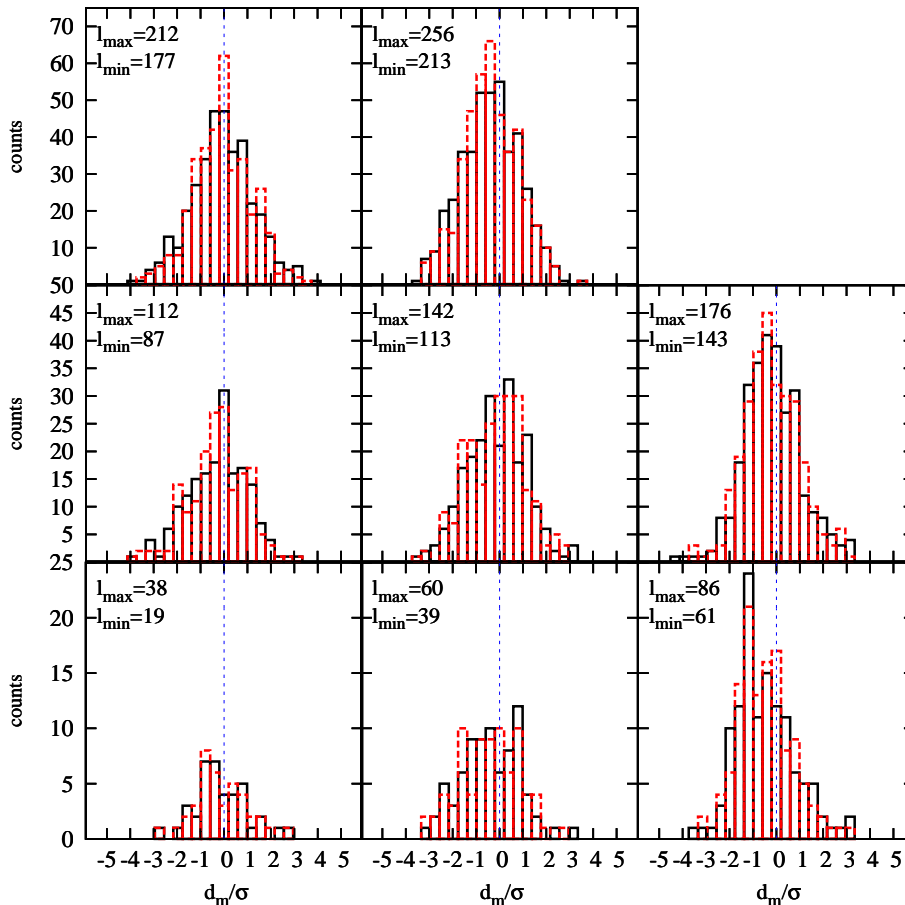 70
60
50
40
30
20
10
50
counts
l_max=212
l_min=177
l_max=256
l_min=213
45
40
35
30
25
20
15
10
5
25
counts
l_max=112
l_min=87
l_max=142
l_min=113
l_max=176
l_min=143
20
15
10
5
0
counts
l_max=38
l_min=19
l_max=60
l_min=39
l_max=86
l_min=61
-5 -4 -3 -2 -1 0 1 2 3 4 5
-5 -4 -3 -2 -1 0 1 2 3 4 5
-5 -4 -3 -2 -1 0 1 2 3 4 5
d_m/σ
d_m/σ
d_m/σ